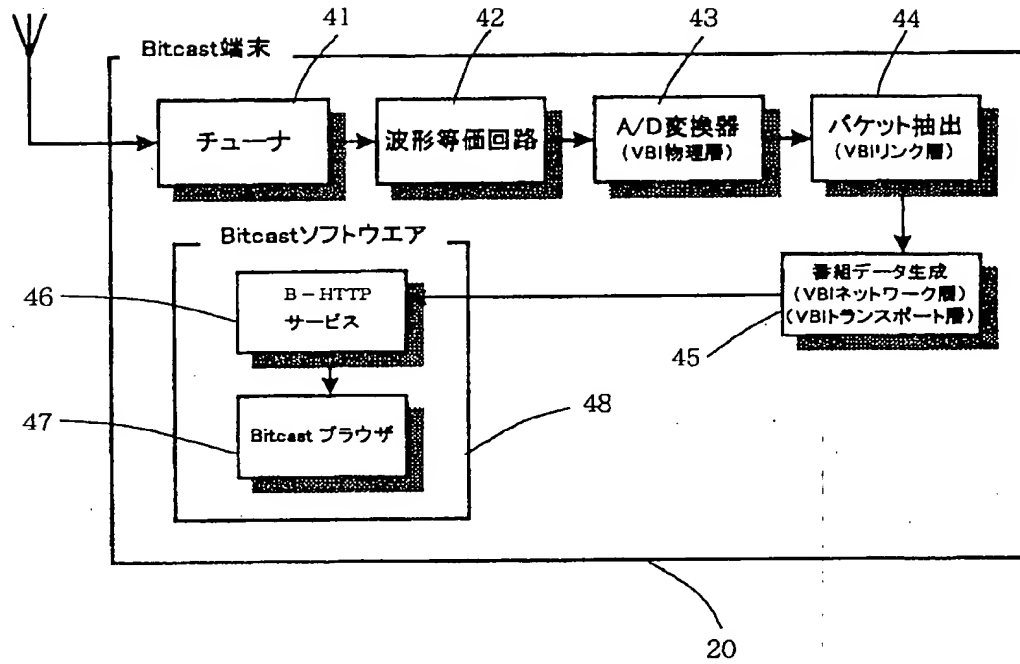 41
42
43
44
Bitcast端末
チューナ
波形等価回路
A/D変換器
(VBI物理層)
パケット抽出
(VBIリンク層)
Bitcastソフトウエア
46
B-HTTP
サービス
番組データ生成
(VBIネットワーク層)
(VBIトランスポート層)
45
47
Bitcast ブラウザ
48
20